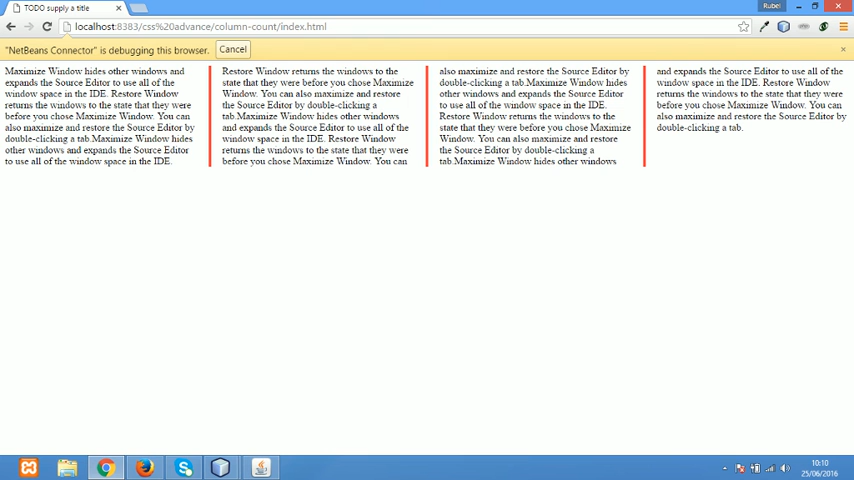 TODO supply a title
Rubel
localhost:8383/css%20advance/column-count/index.html
"NetBeans Connector" is debugging this browser.
Cancel
Maximize Window hides other windows and
expands the Source Editor to use all of the
window space in the IDE. Restore Window
returns the windows to the state that they were
before you chose Maximize Window. You can
also maximize and restore the Source Editor by
double-clicking a tab.Maximize Window hides
other windows and expands the Source Editor
to use all of the window space in the IDE.
Restore Window returns the windows to the
state that they were before you chose Maximize
Window. You can also maximize and restore
the Source Editor by double-clicking a
tab.Maximize Window hides other windows
and expands the Source Editor to use all of the
window space in the IDE. Restore Window
returns the windows to the state that they were
before you chose Maximize Window. You can
also maximize and restore the Source Editor by
double-clicking a tab.Maximize Window hides
other windows and expands the Source Editor
to use all of the window space in the IDE.
Restore Window returns the windows to the
state that they were before you chose Maximize
Window. You can also maximize and restore
the Source Editor by double-clicking a
tab.Maximize Window hides other windows
and expands the Source Editor to use all of the
window space in the IDE. Restore Window
returns the windows to the state that they were
before you chose Maximize Window. You can
also maximize and restore the Source Editor by
double-clicking a tab.
10:10
25/06/2016